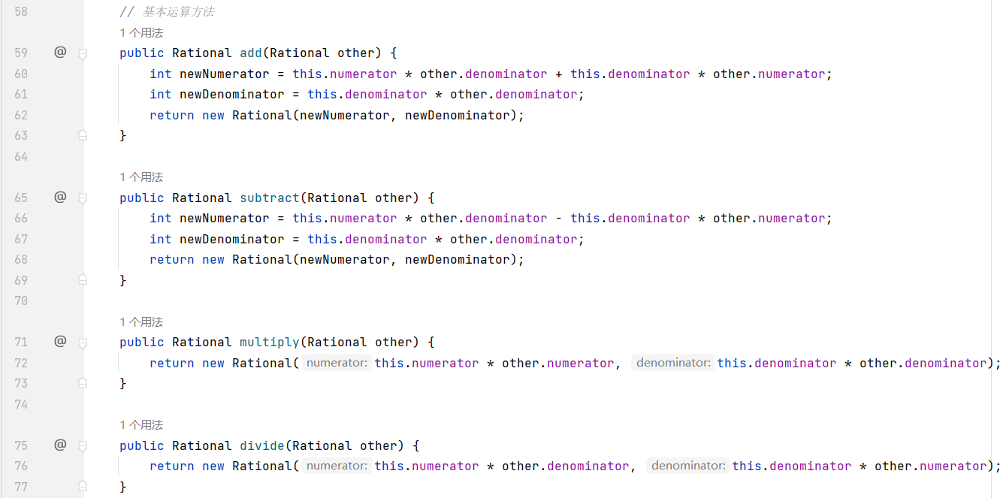 58 // 基本运算方法
1 个用法
59 @ public Rational add(Rational other) {
60 int newNumerator = this.numerator * other.denominator + this.denominator * other.numerator;
61 int newDenominator = this.denominator * other.denominator;
62 return new Rational(newNumerator, newDenominator);
63 }
64
1 个用法
65 @ public Rational subtract(Rational other) {
66 int newNumerator = this.numerator * other.denominator - this.denominator * other.numerator;
67 int newDenominator = this.denominator * other.denominator;
68 return new Rational(newNumerator, newDenominator);
69 }
70
1 个用法
71 @ public Rational multiply(Rational other) {
72 return new Rational( numerator: this.numerator * other.numerator, denominator: this.denominator * other.denominator);
73 }
74
1 个用法
75 @ public Rational divide(Rational other) {
76 return new Rational( numerator: this.numerator * other.denominator, denominator: this.denominator * other.numerator);
77 }